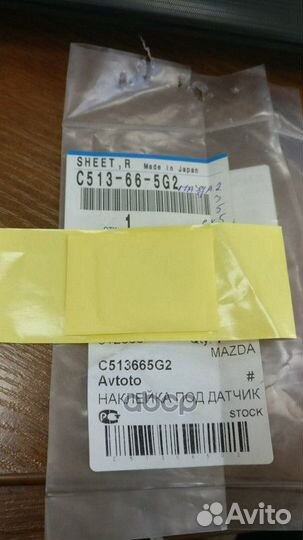 SHEET,R Made in Japan
C513-66-5G2
1
MAZDA
C513665G2
Avtoto #
НАКЛЕЙКА ПОД ДАТЧИК
STOCK
Avito